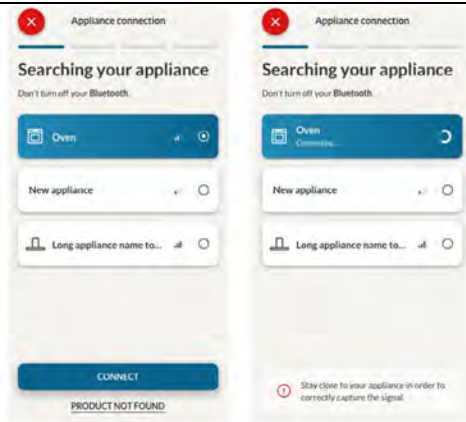 Appliance connection
Searching your appliance
Don't turn off your Bluetooth.
Oven
New appliance
Long appliance name to...
CONNECT
PRODUCT NOT FOUND
Appliance connection
Searching your appliance
Don't turn off your Bluetooth.
Oven
Connecting...
New appliance
Long appliance name to...
Stay close to your appliance in order to
correctly capture the signal.